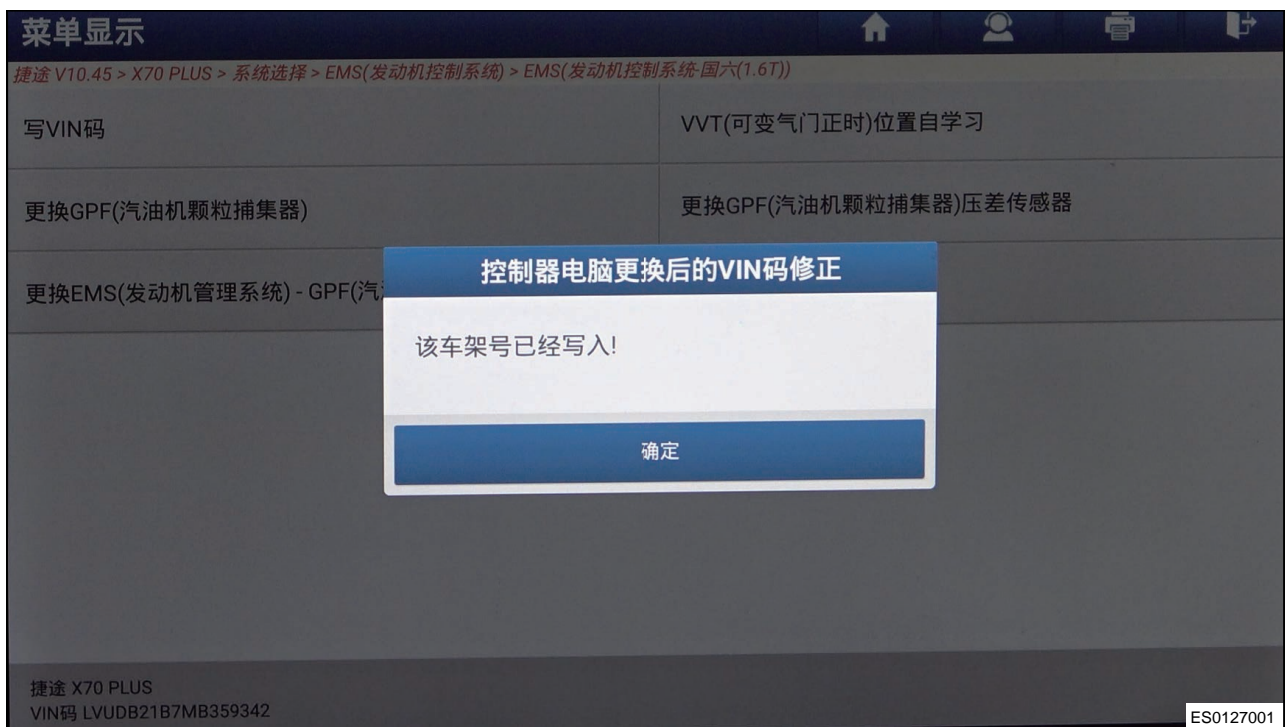 菜单显示
捷途 V10.45 > X70 PLUS > 系统选择 > EMS(发动机控制系统) > EMS(发动机控制系统-国六(1.6T))
写VIN码
VVT(可变气门正时)位置自学习
更换GPF(汽油机颗粒捕集器)
更换GPF(汽油机颗粒捕集器)压差传感器
更换EMS(发动机管理系统) - GPF(汽
控制器电脑更换后的VIN码修正
该车架号已经写入!
确定
捷途 X70 PLUS
VIN码 LVUDB21B7MB359342
ES0127001